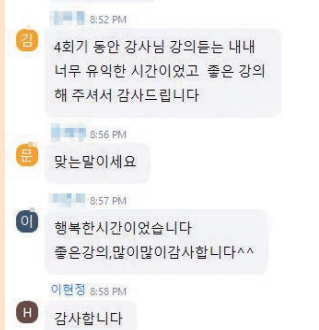 8:52 PM
김
4회기 동안 강사님 강의듣는 내내
너무 유익한 시간이었고 좋은 강의
해 주셔서 감사드립니다
8:56 PM
문
맞는말이세요
8:57 PM
이
행복한시간이었습니다
좋은강의,많이많이감사합니다^^
이현정 8:58 PM
H
감사합니다